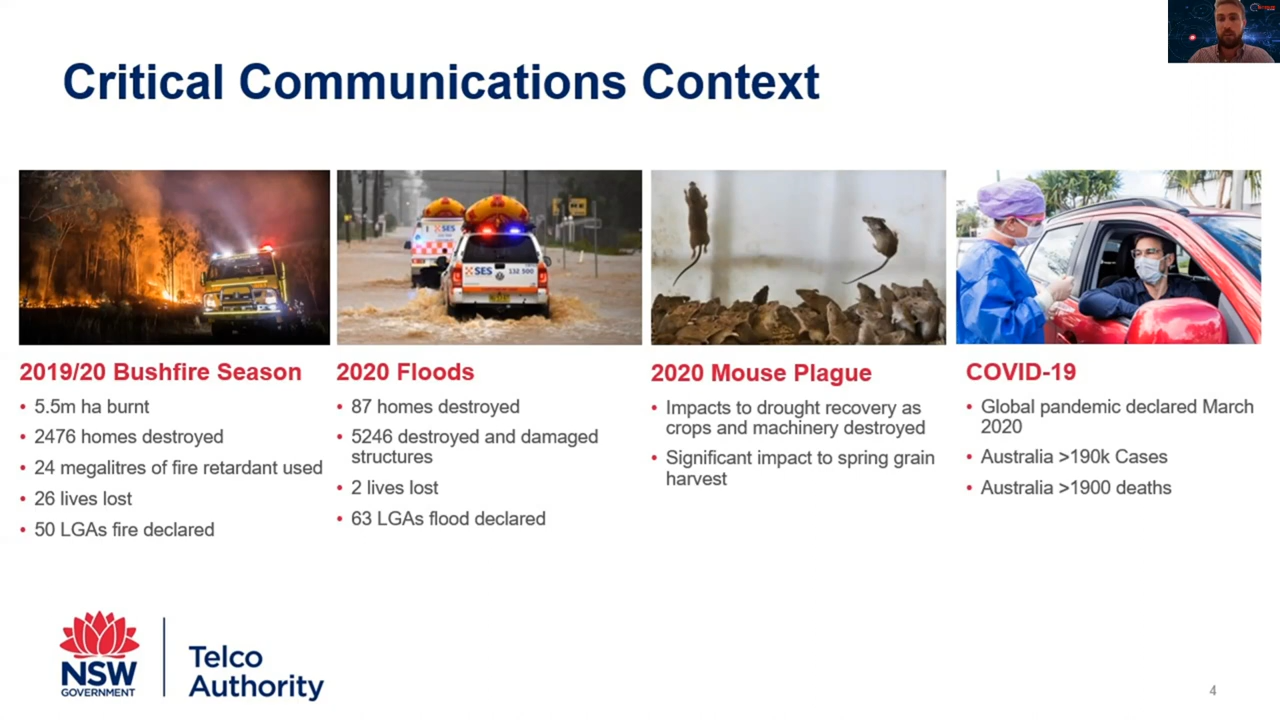 Critical Communications Context
SES
SES
132 500
2019/20 Bushfire Season
• 5.5m ha burnt
• 2476 homes destroyed
• 24 megalitres of fire retardant used
• 26 lives lost
• 50 LGAs fire declared
2020 Floods
• 87 homes destroyed
• 5246 destroyed and damaged
structures
• 2 lives lost
• 63 LGAs flood declared
2020 Mouse Plague
• Impacts to drought recovery as
crops and machinery destroyed
• Significant impact to spring grain
harvest
COVID-19
• Global pandemic declared March
2020
• Australia >190k Cases
• Australia >1900 deaths
NSW
GOVERNMENT
Telco
Authority
4